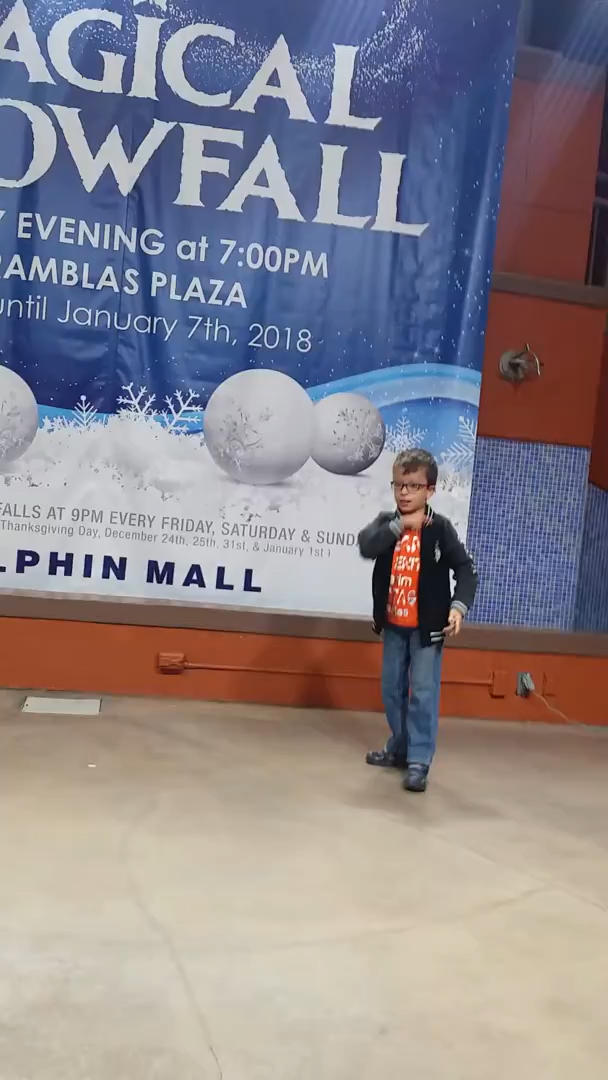 AGICAL
OWFALL
Y EVENING at 7:00PM
RAMBLAS PLAZA
until January 7th, 2018
FALLS AT 9PM EVERY FRIDAY, SATURDAY & SUND
Thanksgiving Day, December 24th, 25th, 31st, & January 1st )
LPHIN MALL